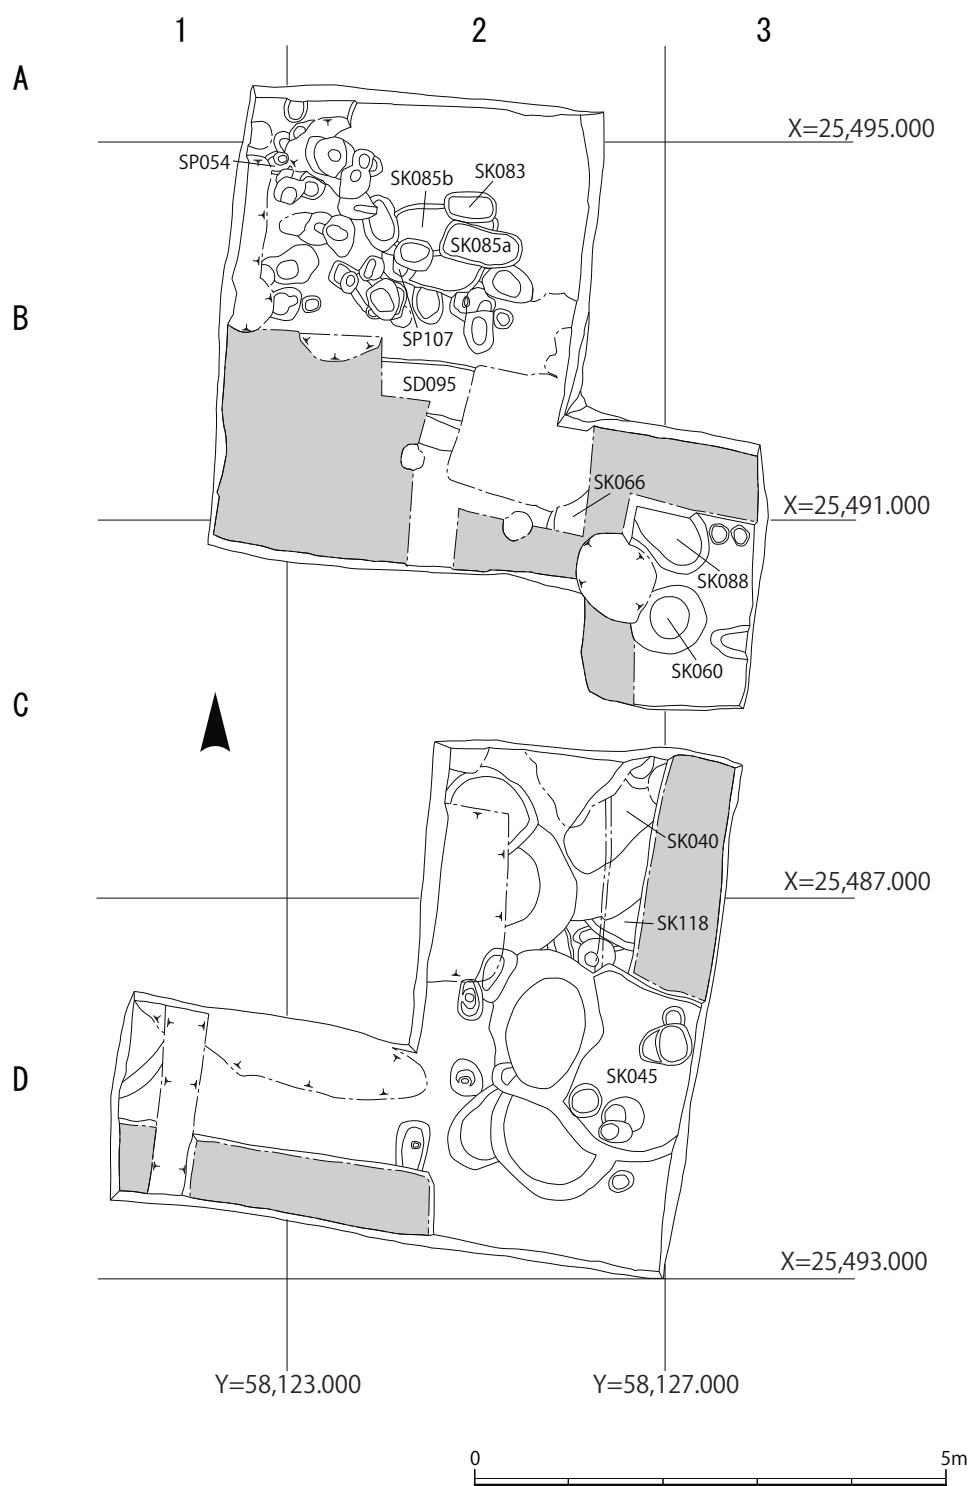 1 2 3
A
X=25,495.000
SP054
SK085b
SK083
SK085a
B
SP107
SD095
SK066
X=25,491.000
SK088
SK060
C
SK040
X=25,487.000
SK118
D
SK045
X=25,493.000
Y=58,123.000 Y=58,127.000
0 5m